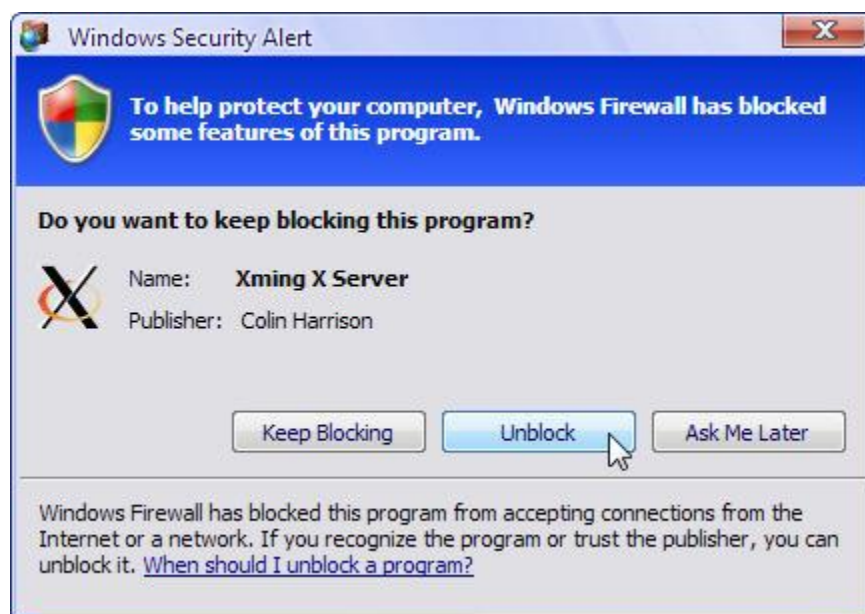 Windows Security Alert
To help protect your computer, Windows Firewall has blocked
some features of this program.
Do you want to keep blocking this program?
Name: Xming X Server
Publisher: Colin Harrison
Keep Blocking Unblock Ask Me Later
Windows Firewall has blocked this program from accepting connections from the
Internet or a network. If you recognize the program or trust the publisher, you can
unblock it. When should I unblock a program?